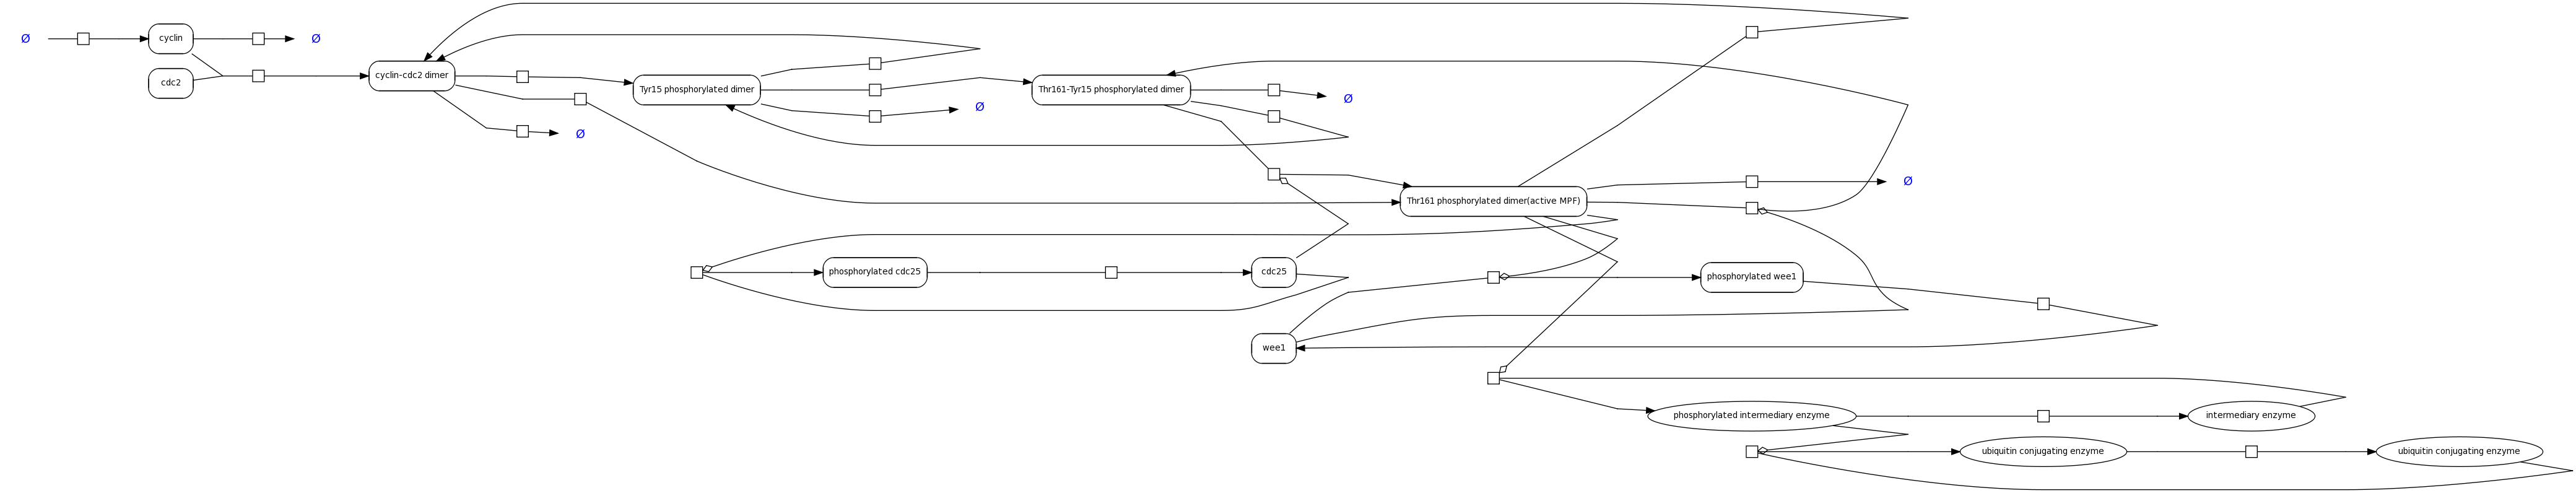 Ø
cyclin
Ø
cdc2
cyclin-cdc2 dimer
Ø
Tyr15 phosphorylated dimer
Ø
Thr161-Tyr15 phosphorylated dimer
Ø
Thr161 phosphorylated dimer(active MPF)
Ø
phosphorylated cdc25
cdc25
phosphorylated wee1
wee1
phosphorylated intermediary enzyme
intermediary enzyme
ubiquitin conjugating enzyme
ubiquitin conjugating enzyme